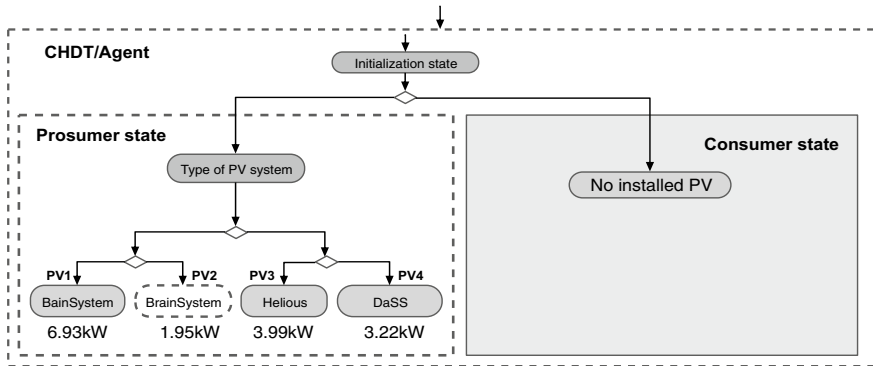 CHDT/Agent
Initialization state
Prosumer state
Consumer state
Type of PV system
No installed PV
PV1
PV2
PV3
PV4
BainSystem
BrainSystem
Helious
DaSS
6.93kW
1.95kW
3.99kW
3.22kW